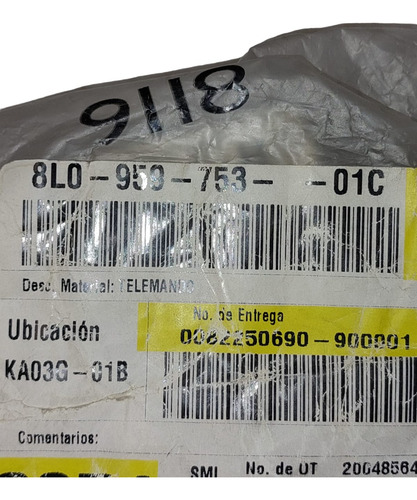 8116
8L0-959-753- -01C
Desc. Material: TELEMANDO
No. de Entrega
Ubicación
0082250690-900001
KA03G-01B
Comentarios:
SMI No. de OT 20048564